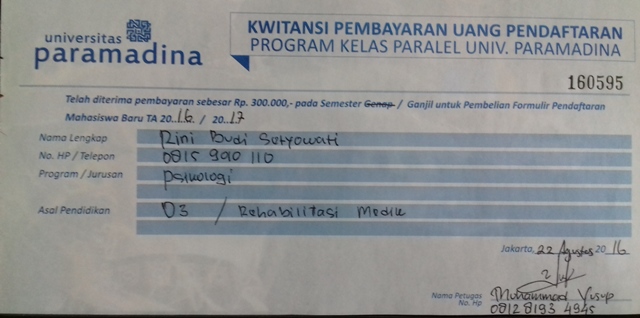 universitas
paramadina
KWITANSI PEMBAYARAN UANG PENDAFTARAN
PROGRAM KELAS PARALEL UNIV. PARAMADINA
160595
Telah diterima pembayaran sebesar Rp. 300.000,- pada Semester Genap / Ganjil untuk Pembelian Formulir Pendaftaran
Mahasiswa Baru TA 20.16 / 20.17
Nama Lengkap Rini Budi Setyowati
No. HP / Telepon 0815 990 110
Program / Jurusan Psikologi
Asal Pendidikan D3 / Rehabilitasi Medik
Jakarta, 22 Agustus 2016
Nama Petugas Muhammad Yusup
No. Hp 0812 8193 4945